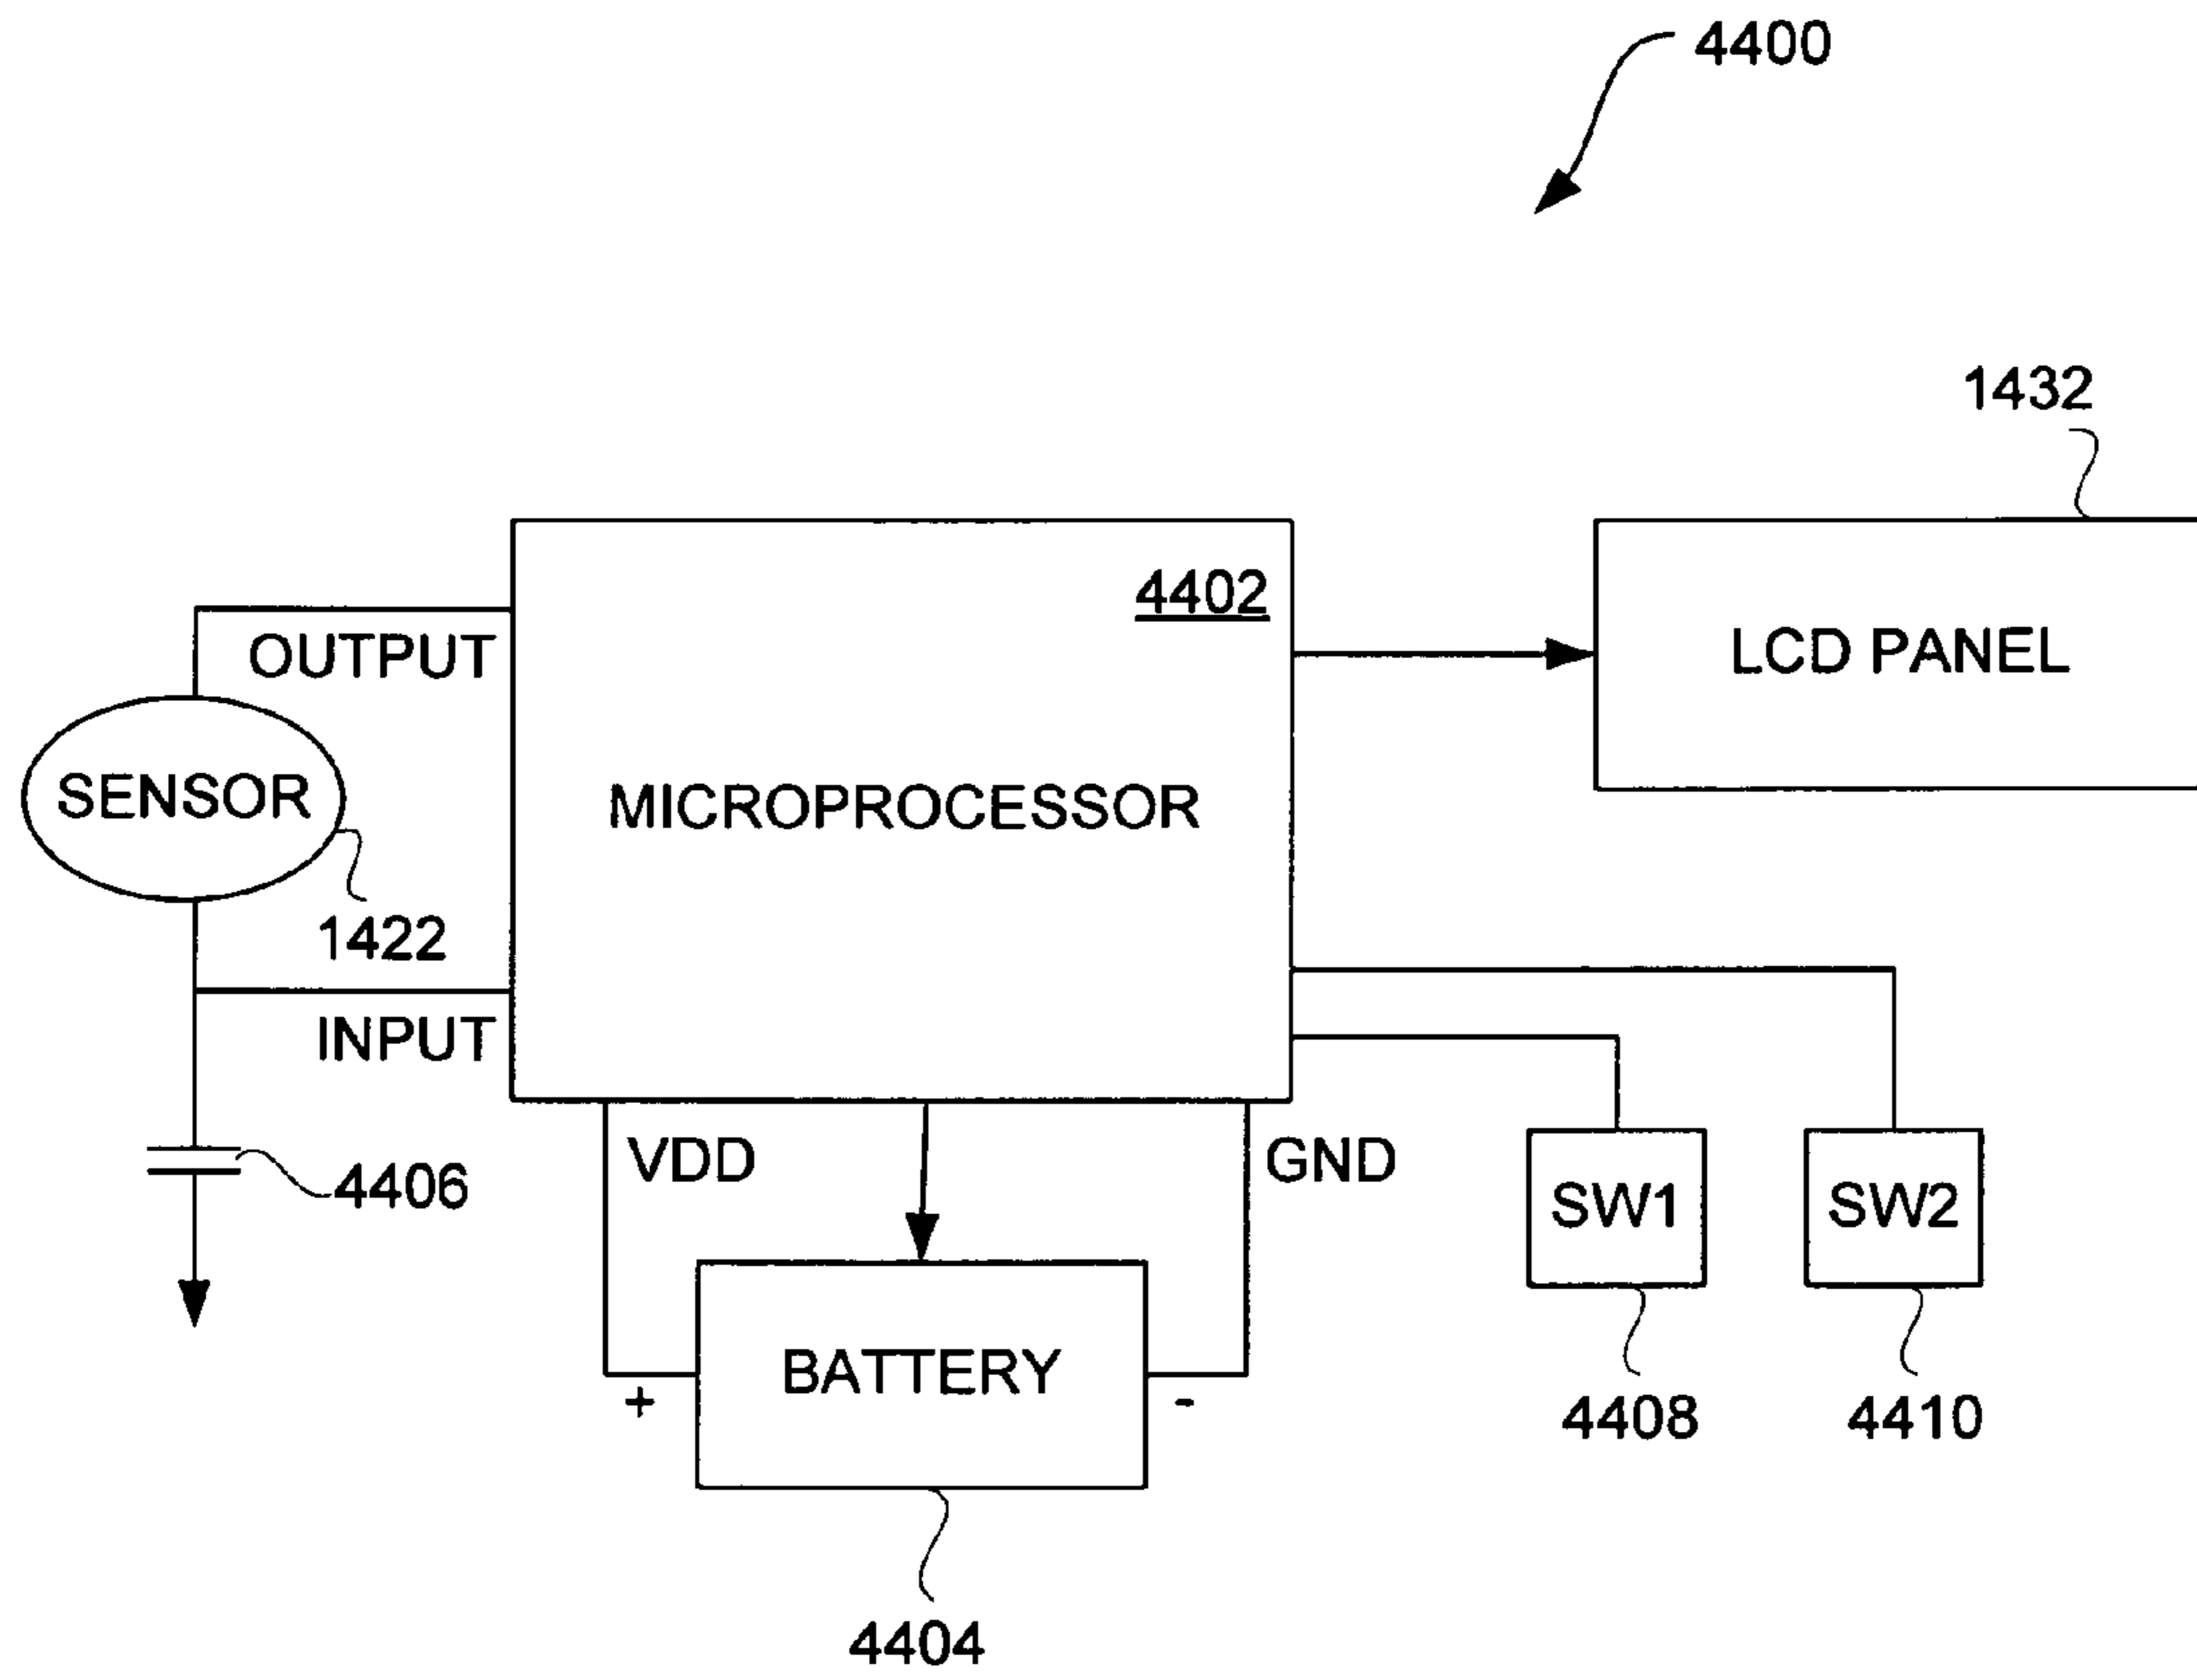 4400
1432
4402
OUTPUT
LCD PANEL
SENSOR
MICROPROCESSOR
1422
INPUT
VDD
GND
4406
SW1
SW2
BATTERY
+
-
4408
4410
4404